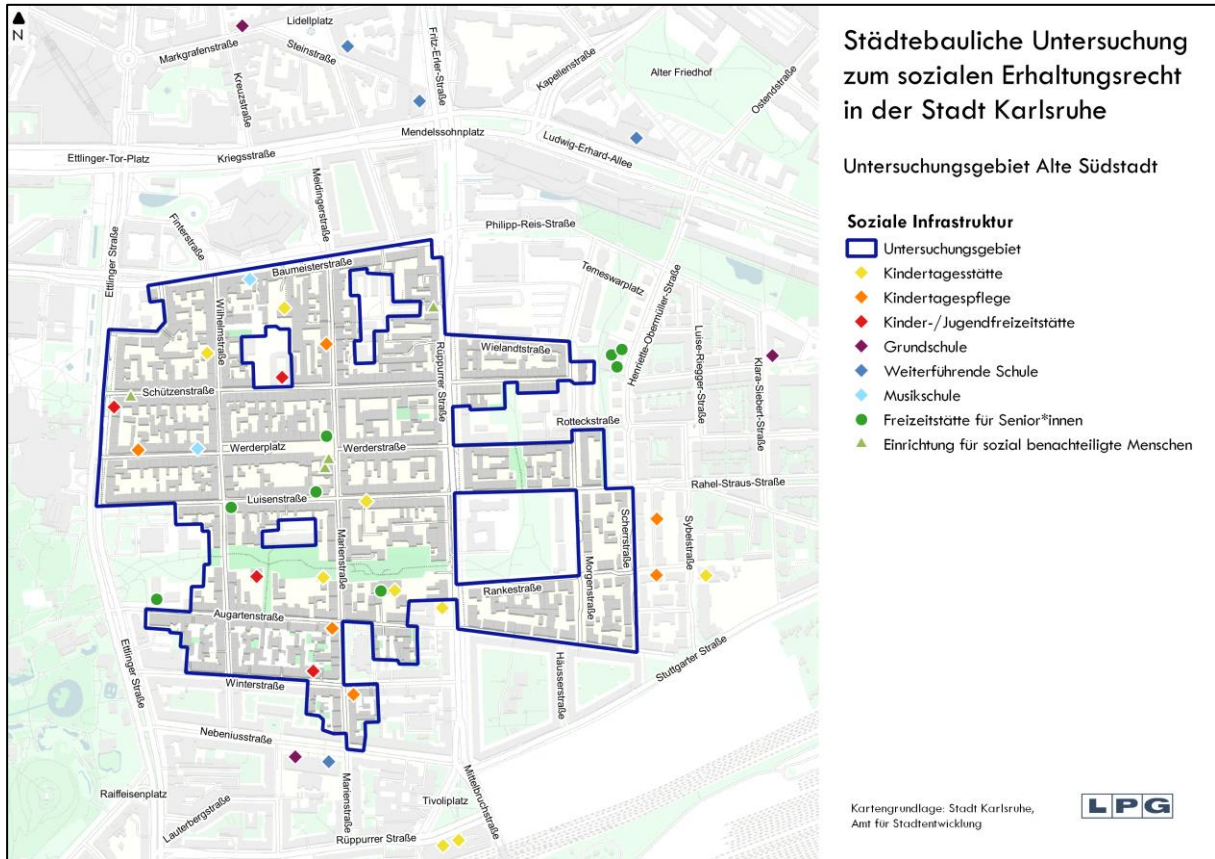 N
Lidellplatz
Markgrafenstraße
Steinstraße
Kreuzstraße
Fritz-Erler-Straße
Kapellenstraße
Alter Friedhof
Ostendstraße
Mendelssohnplatz
Ludwig-Erhard-Allee
Ettlinger-Tor-Platz
Kriegsstraße
Meidingerstraße
Finterstraße
Ettlinger Straße
Philipp-Reis-Straße
Baumeisterstraße
Temeswarplatz
Henriette-Obermüller-Straße
Wilhelmstraße
Rüppurrer Straße
Wielandtstraße
Luise-Riegger-Straße
Klara-Siebert-Straße
Schützenstraße
Rotteckstraße
Werderplatz
Werderstraße
Rahel-Straus-Straße
Luisenstraße
Scherrstraße
Sybelstraße
Marienstraße
Morgenstraße
Rankestraße
Augartenstraße
Ettlinger Straße
Häusserstraße
Stuttgarter Straße
Winterstraße
Nebeniusstraße
Raiffeisenplatz
Lauterbergstraße
Marienstraße
Tivoliplatz
Mittelbruchstraße
Rüppurrer Straße
Städtebauliche Untersuchung
zum sozialen Erhaltungsrecht
in der Stadt Karlsruhe
Untersuchungsgebiet Alte Südstadt
Soziale Infrastruktur
Untersuchungsgebiet
Kindertagesstätte
Kindertagespflege
Kinder-/Jugendfreizeitstätte
Grundschule
Weiterführende Schule
Musikschule
Freizeitstätte für Senior*innen
Einrichtung für sozial benachteiligte Menschen
Kartengrundlage: Stadt Karlsruhe,
Amt für Stadtentwicklung
LPG